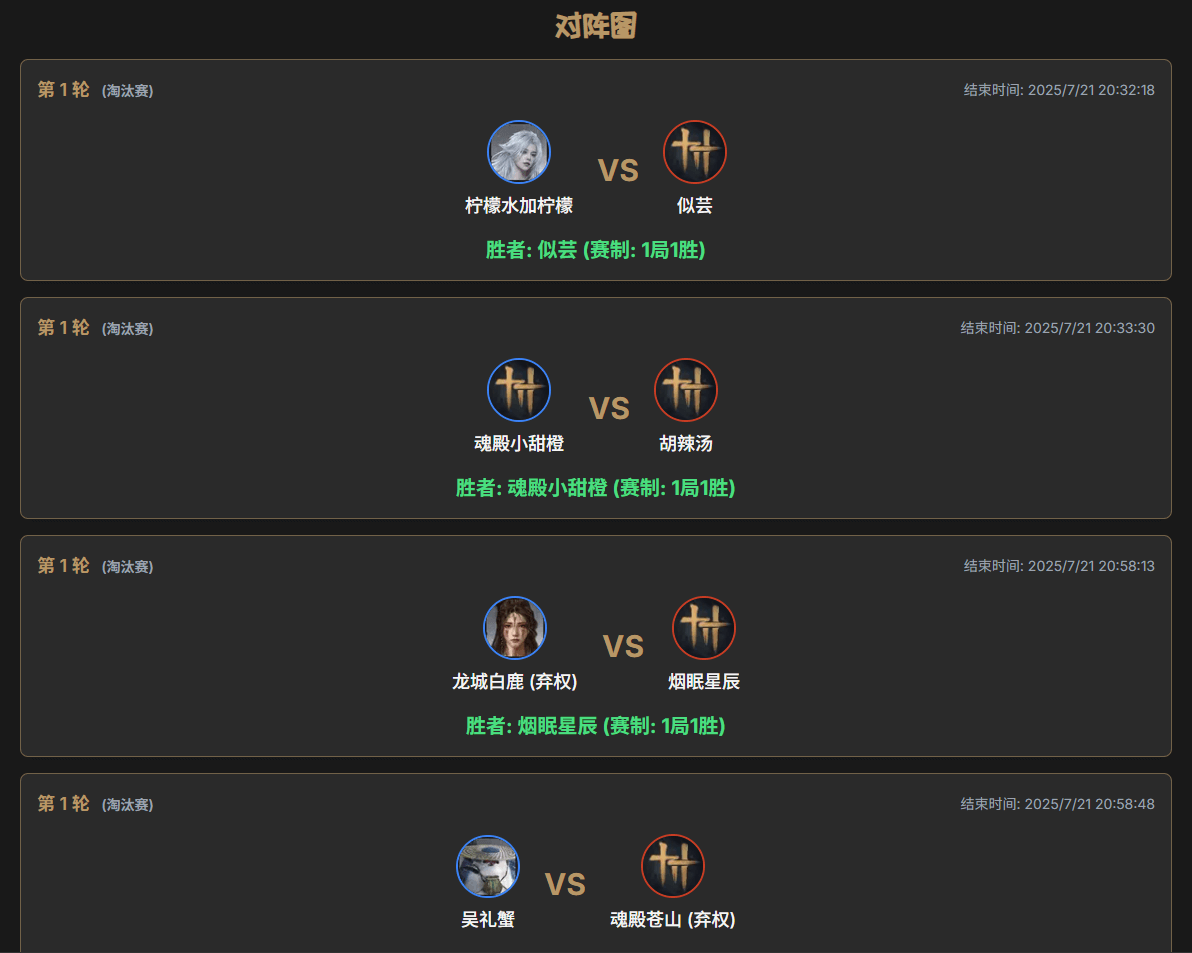 对阵图
第 1 轮 (淘汰赛) 结束时间: 2025/7/21 20:32:18
柠檬水加柠檬 VS 似芸
胜者: 似芸 (赛制: 1局1胜)
第 1 轮 (淘汰赛) 结束时间: 2025/7/21 20:33:30
魂殿小甜橙 VS 胡辣汤
胜者: 魂殿小甜橙 (赛制: 1局1胜)
第 1 轮 (淘汰赛) 结束时间: 2025/7/21 20:58:13
龙城白鹿 (弃权) VS 烟眠星辰
胜者: 烟眠星辰 (赛制: 1局1胜)
第 1 轮 (淘汰赛) 结束时间: 2025/7/21 20:58:48
吴礼蟹 VS 魂殿苍山 (弃权)